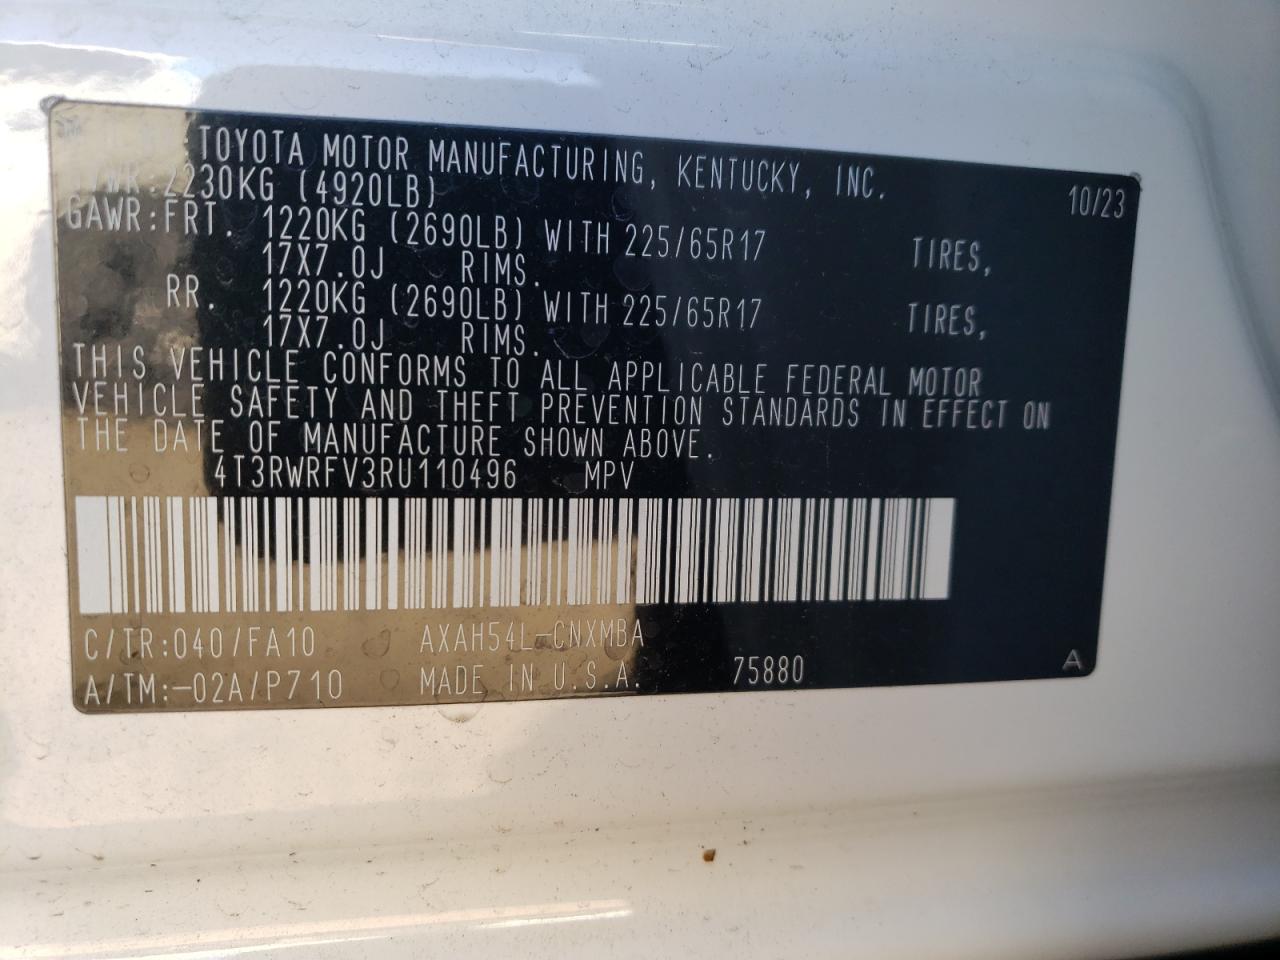 TOYOTA MOTOR MANUFACTURING, KENTUCKY, INC.
2230KG (4920LB) 10/23
GAWR:FRT. 1220KG (2690LB) WITH 225/65R17 TIRES,
17X7.0J RIMS.
RR. 1220KG (2690LB) WITH 225/65R17 TIRES,
17X7.0J RIMS.
THIS VEHICLE CONFORMS TO ALL APPLICABLE FEDERAL MOTOR
VEHICLE SAFETY AND THEFT PREVENTION STANDARDS IN EFFECT ON
THE DATE OF MANUFACTURE SHOWN ABOVE.
4T3RWRFV3RU110496 MPV
C/TR:040/FA10 AXAH54L-CNXMBA
A/TM:-02A/P710 MADE IN U.S.A. 75880 A